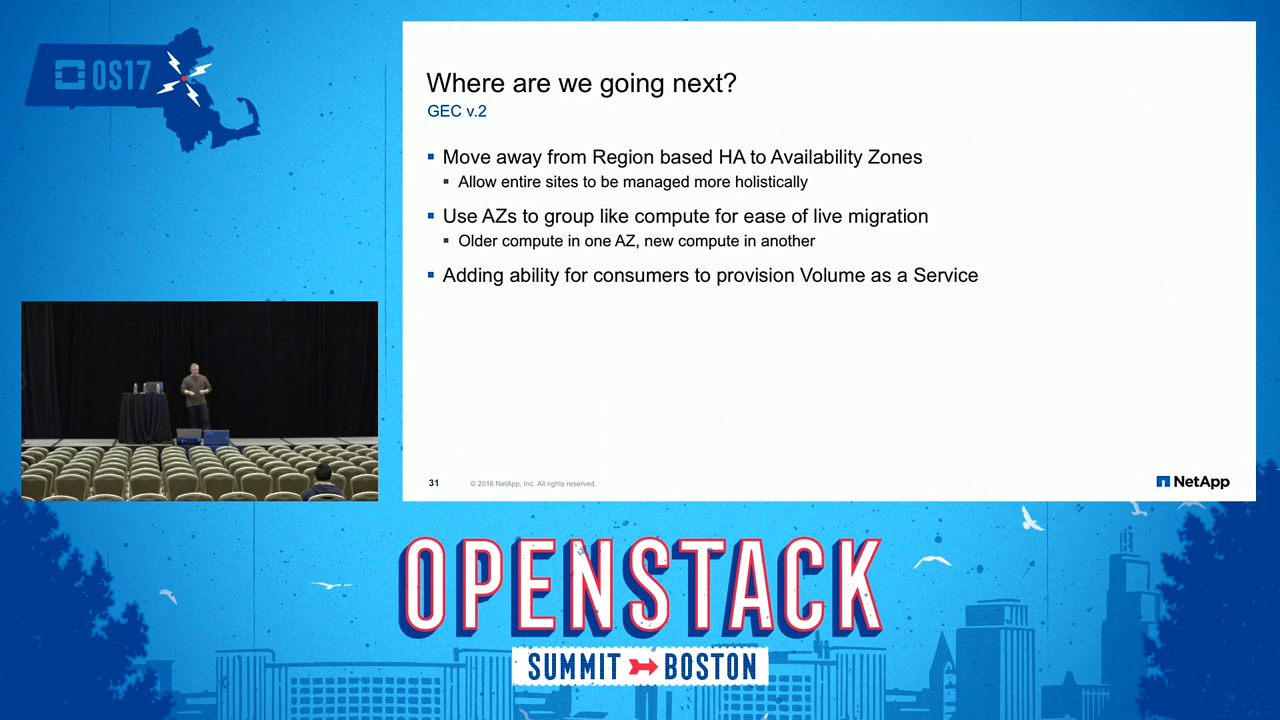 OS17
Where are we going next?
GEC v.2
Move away from Region based HA to Availability Zones
Allow entire sites to be managed more holistically
Use AZs to group like compute for ease of live migration
Older compute in one AZ, new compute in another
Adding ability for consumers to provision Volume as a Service
31 © 2016 NetApp, Inc. All rights reserved.
NetApp
OPENSTACK
SUMMIT BOSTON